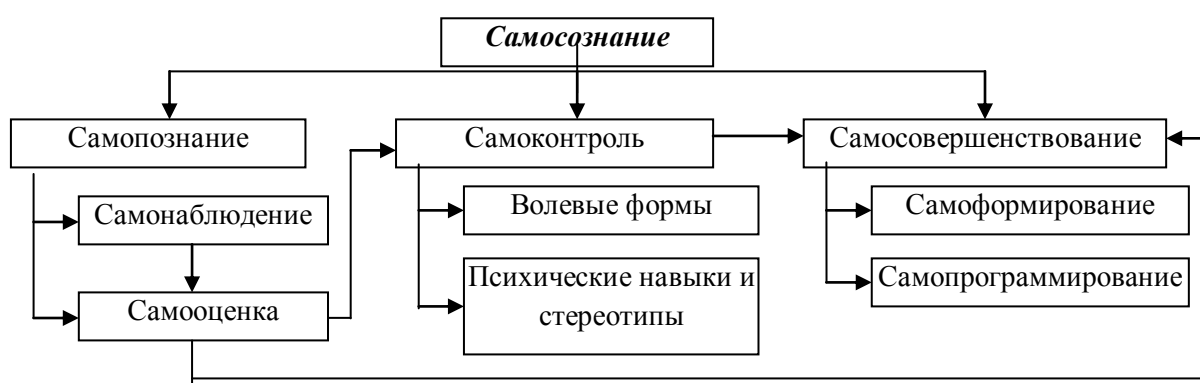 Самосознание
Самопознание
Самоконтроль
Самосовершенствование
Самонаблюдение
Волевые формы
Самоформирование
Самооценка
Психические навыки и
стереотипы
Самопрограммирование